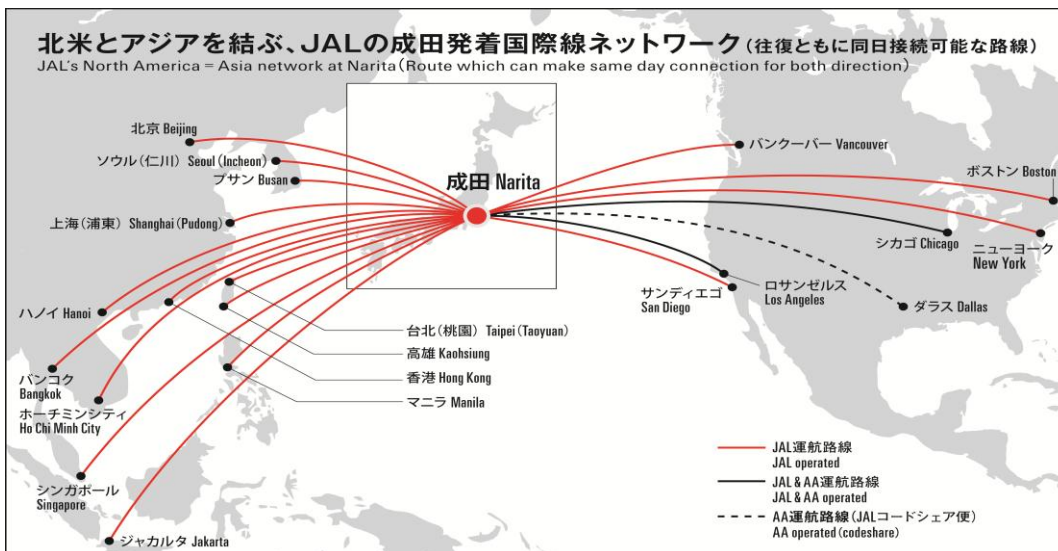 北米とアジアを結ぶ、JALの成田発着国際線ネットワーク(往復ともに同日接続可能な路線)
JAL's North America = Asia network at Narita(Route which can make same day connection for both direction)
北京 Beijing
ソウル(仁川) Seoul (Incheon)
プサン Busan
上海(浦東) Shanghai (Pudong)
成田 Narita
バンクーバー Vancouver
ボストン Boston
シカゴ Chicago
ニューヨーク
New York
サンディエゴ
San Diego
ロサンゼルス
Los Angeles
ダラス Dallas
ハノイ Hanoi
台北(桃園) Taipei (Taoyuan)
高雄 Kaohsiung
香港 Hong Kong
マニラ Manila
バンコク
Bangkok
ホーチミンシティ
Ho Chi Minh City
シンガポール
Singapore
ジャカルタ Jakarta
JAL運航路線
JAL operated
JAL & AA運航路線
JAL & AA operated
AA運航路線(JALコードシェア便)
AA operated (codeshare)